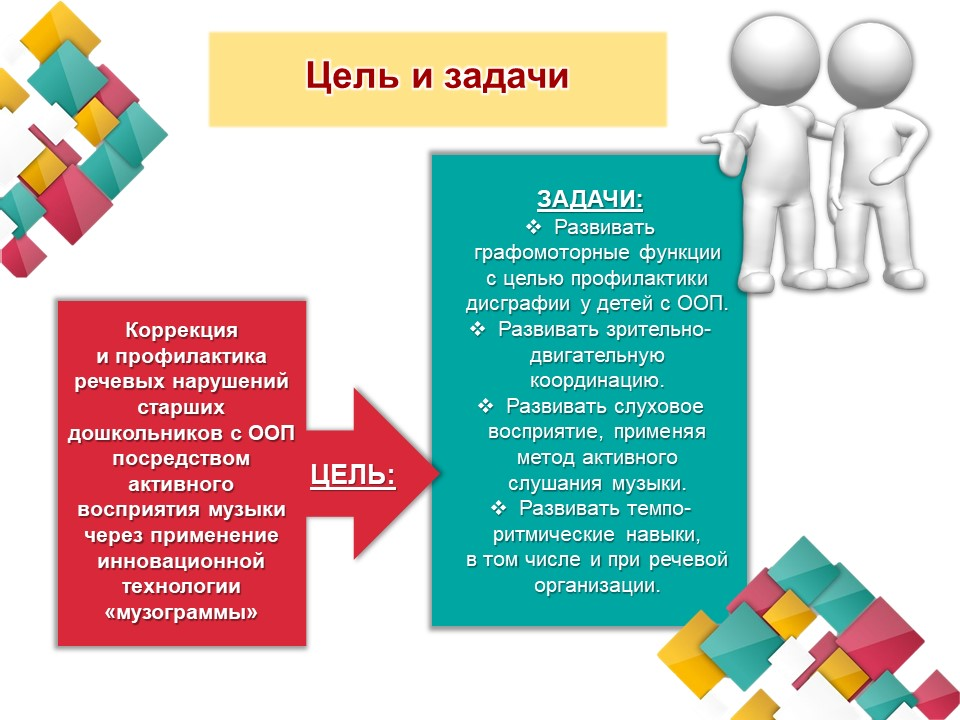 Цель и задачи
Коррекция
и профилактика
речевых нарушений
старших
дошкольников с ООП
посредством
активного
восприятия музыки
через применение
инновационной
технологии
«музограммы»
ЦЕЛЬ:
ЗАДАЧИ:
❖ Развивать
графомоторные функции
с целью профилактики
дисграфии у детей с ООП.
❖ Развивать зрительно-
двигательную
координацию.
❖ Развивать слуховое
восприятие, применяя
метод активного
слушания музыки.
❖ Развивать темпо-
ритмические навыки,
в том числе и при речевой
организации.